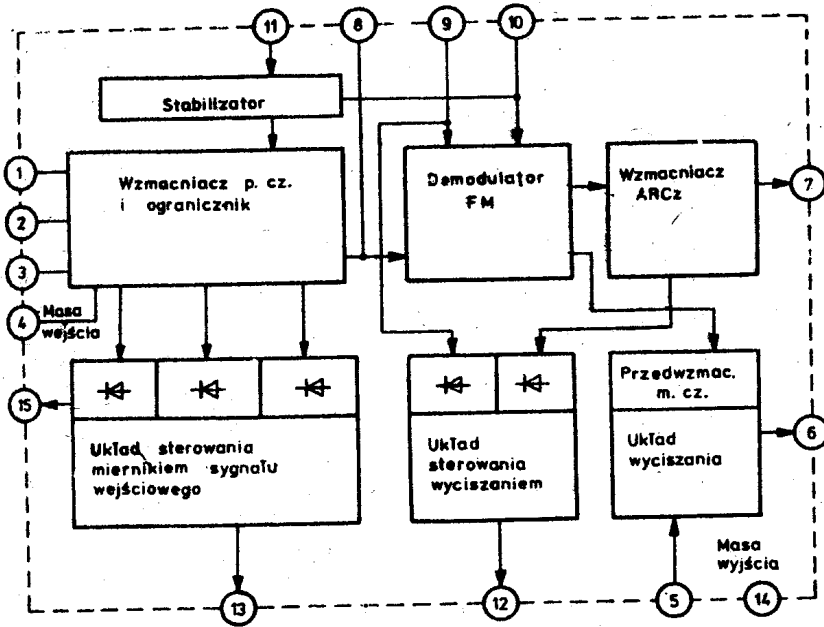 11
8
9
10
Stabilizator
1
2
3
4
Wzmacniacz p. cz.
i ogranicznik
Demodulator
FM
Wzmacniacz
ARCz
7
Masa
wejścia
15
Układ sterowania
miernikiem sygnału
wejściowego
Układ
sterowania
wyciszaniem
Przedwzmac.
m. cz.
Układ
wyciszania
6
Masa
wyjścia
13
12
5
14